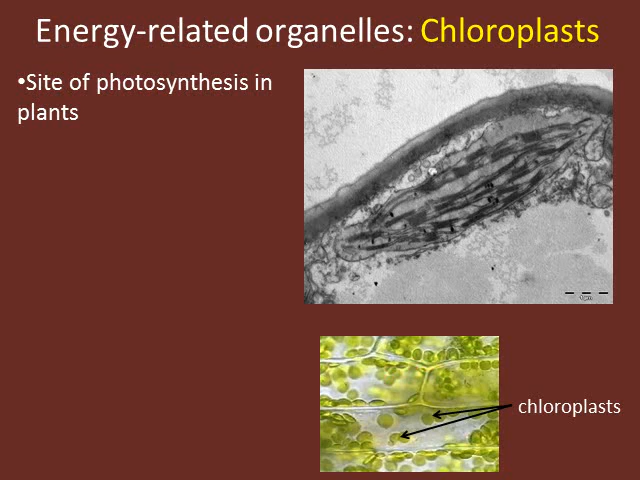 Energy-related organelles: Chloroplasts
•Site of photosynthesis in
plants
chloroplasts